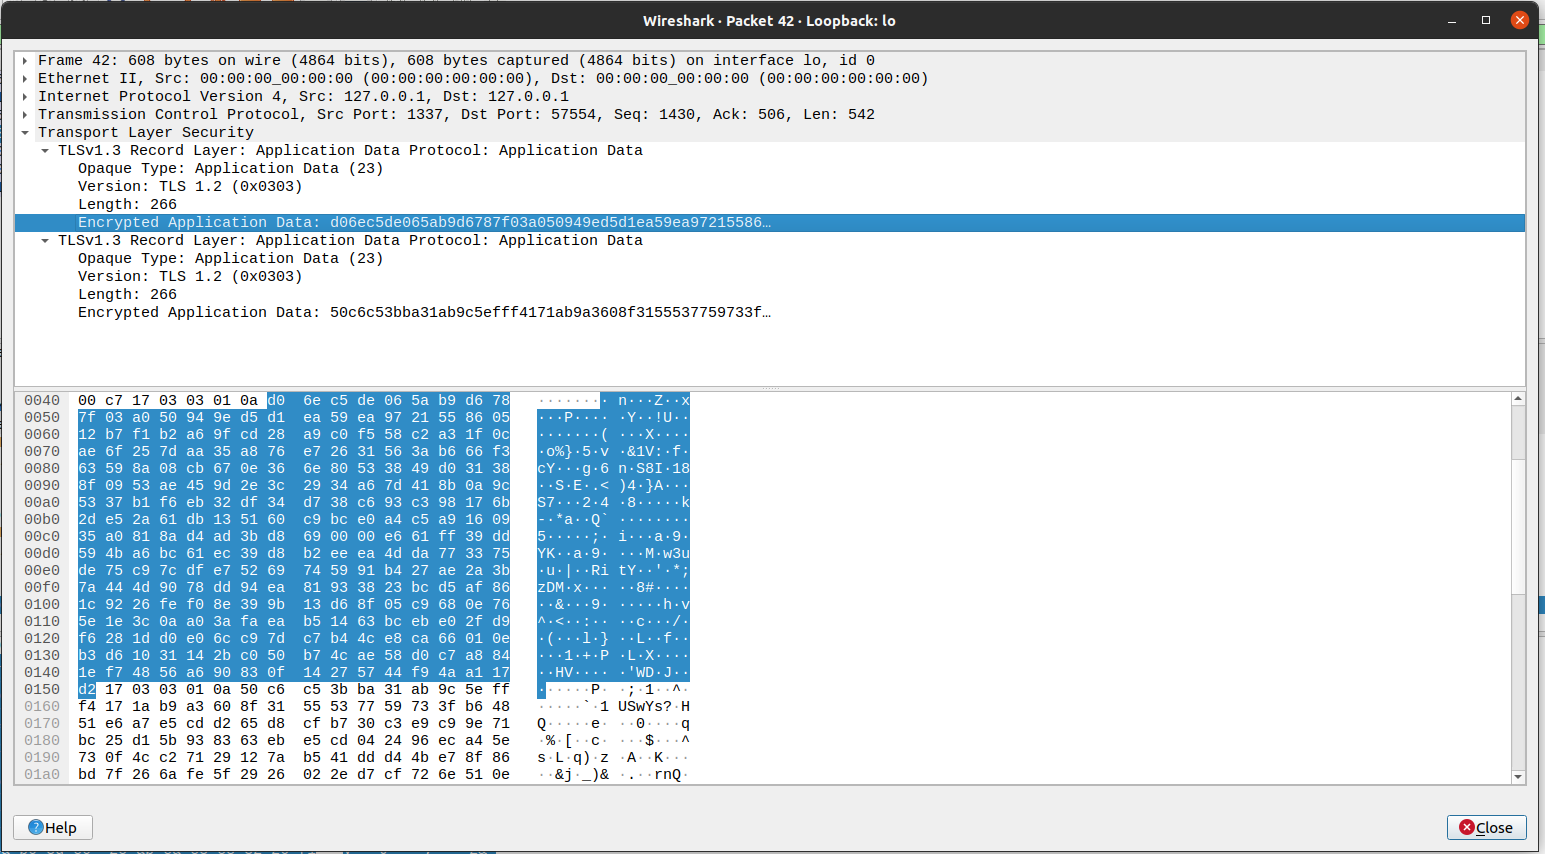 Wireshark · Packet 42 · Loopback: lo
Frame 42: 608 bytes on wire (4864 bits), 608 bytes captured (4864 bits) on interface lo, id 0
Ethernet II, Src: 00:00:00_00:00:00 (00:00:00:00:00:00), Dst: 00:00:00_00:00:00 (00:00:00:00:00:00)
Internet Protocol Version 4, Src: 127.0.0.1, Dst: 127.0.0.1
Transmission Control Protocol, Src Port: 1337, Dst Port: 57554, Seq: 1430, Ack: 506, Len: 542
Transport Layer Security
TLSv1.3 Record Layer: Application Data Protocol: Application Data
Opaque Type: Application Data (23)
Version: TLS 1.2 (0x0303)
Length: 266
Encrypted Application Data: d06ec5de065ab9d6787f03a050949ed5d1ea59ea97215586…
TLSv1.3 Record Layer: Application Data Protocol: Application Data
Opaque Type: Application Data (23)
Version: TLS 1.2 (0x0303)
Length: 266
Encrypted Application Data: 50c6c53bba31ab9c5efff4171ab9a3608f3155537759733f…
0040 00 c7 17 03 03 01 0a d0 6e c5 de 06 5a b9 d6 78 ········ n···Z··x
0050 7f 03 a0 50 94 9e d5 d1 ea 59 ea 97 21 55 86 05 ···P···· ·Y··!U··
0060 12 b7 f1 b2 a6 9f cd 28 a9 c0 f5 58 c2 a3 1f 0c ·······( ···X····
0070 ae 6f 25 7d aa 35 a8 76 e7 26 31 56 3a b6 66 f3 ·o%}·5·v ·&1V:·f·
0080 63 59 8a 08 cb 67 0e 36 6e 80 53 38 49 d0 31 38 cY···g·6 n·S8I·18
0090 8f 09 53 ae 45 9d 2e 3c 29 34 a6 7d 41 8b 0a 9c ··S·E·.< )4·}A···
00a0 53 37 b1 f6 eb 32 df 34 d7 38 c6 93 c3 98 17 6b S7···2·4 ·8·····k
00b0 2d e5 2a 61 db 13 51 60 c9 bc e0 a4 c5 a9 16 09 -·*a··Q` ········
00c0 35 a0 81 8a d4 ad 3b d8 69 00 00 e6 61 ff 39 dd 5·····;· i···a·9·
00d0 59 4b a6 bc 61 ec 39 d8 b2 ee ea 4d da 77 33 75 YK··a·9· ···M·w3u
00e0 de 75 c9 7c df e7 52 69 74 59 91 b4 27 ae 2a 3b ·u·|··Ri tY··'·*;
00f0 7a 44 4d 90 78 dd 94 ea 81 93 38 23 bc d5 af 86 zDM·x··· ··8#····
0100 1c 92 26 fe f0 8e 39 9b 13 d6 8f 05 c9 68 0e 76 ··&···9· ·····h·v
0110 5e 1e 3c 0a a0 3a fa ea b5 14 63 bc eb e0 2f d9 ^·<··:·· ··c···/·
0120 f6 28 1d d0 e0 6c c9 7d c7 b4 4c e8 ca 66 01 0e ·(···l·} ··L··f··
0130 b3 d6 10 31 14 2b c0 50 b7 4c ae 58 d0 c7 a8 84 ···1·+·P ·L·X····
0140 1e f7 48 56 a6 90 83 0f 14 27 57 44 f9 4a a1 17 ··HV···· ·'WD·J··
0150 d2 17 03 03 01 0a 50 c6 c5 3b ba 31 ab 9c 5e ff ······P· ·;·1··^·
0160 f4 17 1a b9 a3 60 8f 31 55 53 77 59 73 3f b6 48 ·····`·1 USwYs?·H
0170 51 e6 a7 e5 cd d2 65 d8 cf b7 30 c3 e9 c9 9e 71 Q·····e· ··0····q
0180 bc 25 d1 5b 93 83 63 eb e5 cd 04 24 96 ec a4 5e ·%·[··c· ···$···^
0190 73 0f 4c c2 71 29 12 7a b5 41 dd d4 4b e7 8f 86 s·L·q)·z ·A··K···
01a0 bd 7f 26 6a fe 5f 29 26 02 2e d7 cf 72 6e 51 0e ··&j·_)& ·.··rnQ·
Help
Close